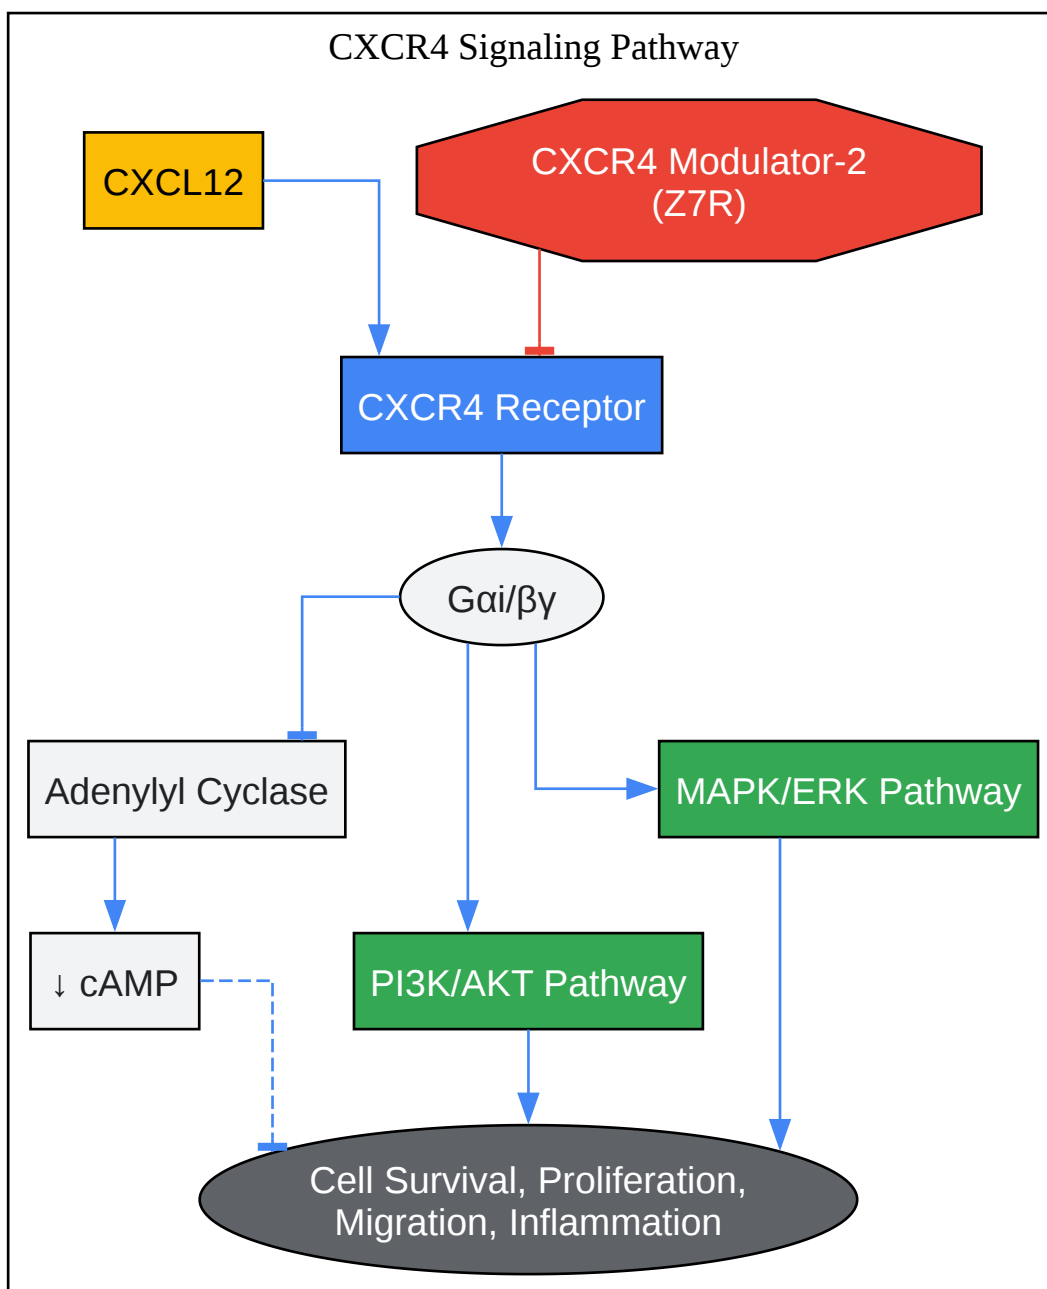 CXCR4 Signaling Pathway
CXCL12
CXCR4 Modulator-2
(Z7R)
CXCR4 Receptor
Gαi/βγ
Adenylyl Cyclase
MAPK/ERK Pathway
↓ cAMP
PI3K/AKT Pathway
Cell Survival, Proliferation,
Migration, Inflammation